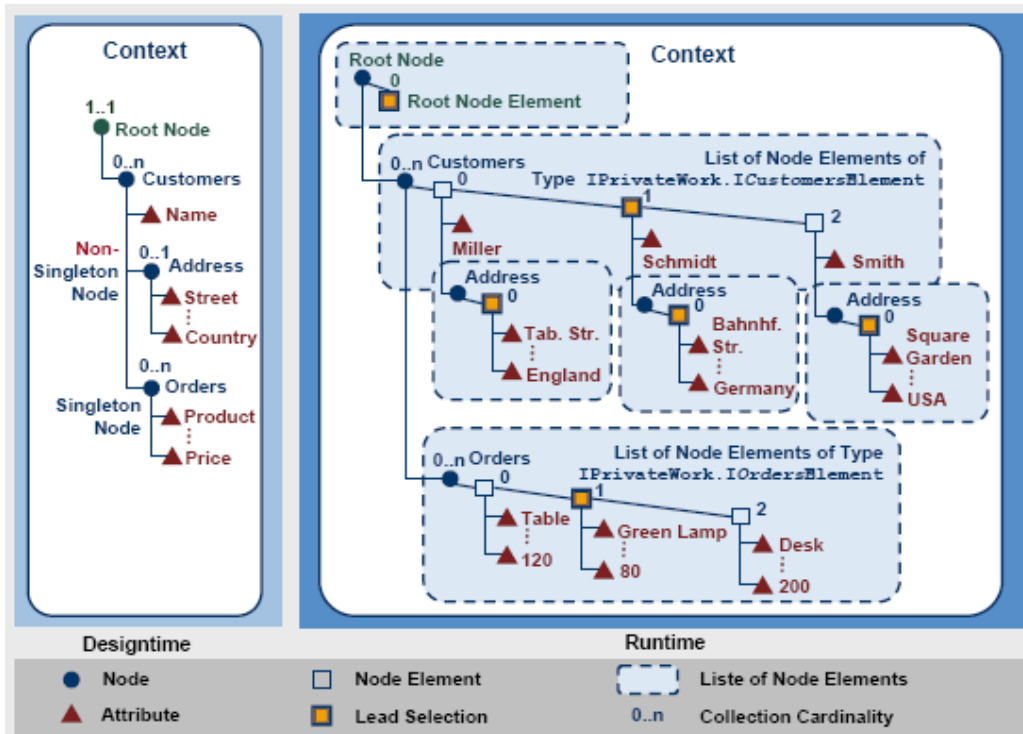 Context
1..1
Root Node
0..n
Customers
Name
Non-
Singleton
Node
0..1
Address
Street
Country
0..n
Orders
Singleton
Node
Product
Price
Context
Root Node
0
Root Node Element
0..n Customers
0
List of Node Elements of
Type IPrivateWork.ICustomersElement
1
2
Miller
Schmidt
Smith
Address
0
Tab. Str.
England
Address
0
Bahnhf.
Str.
Germany
Address
0
Square
Garden
USA
0..n Orders
0
List of Node Elements of Type
IPrivateWork.IOrdersElement
1
2
Table
120
Green Lamp
80
Desk
200
Designtime
Runtime
Node
Node Element
Liste of Node Elements
Attribute
Lead Selection
0..n Collection Cardinality